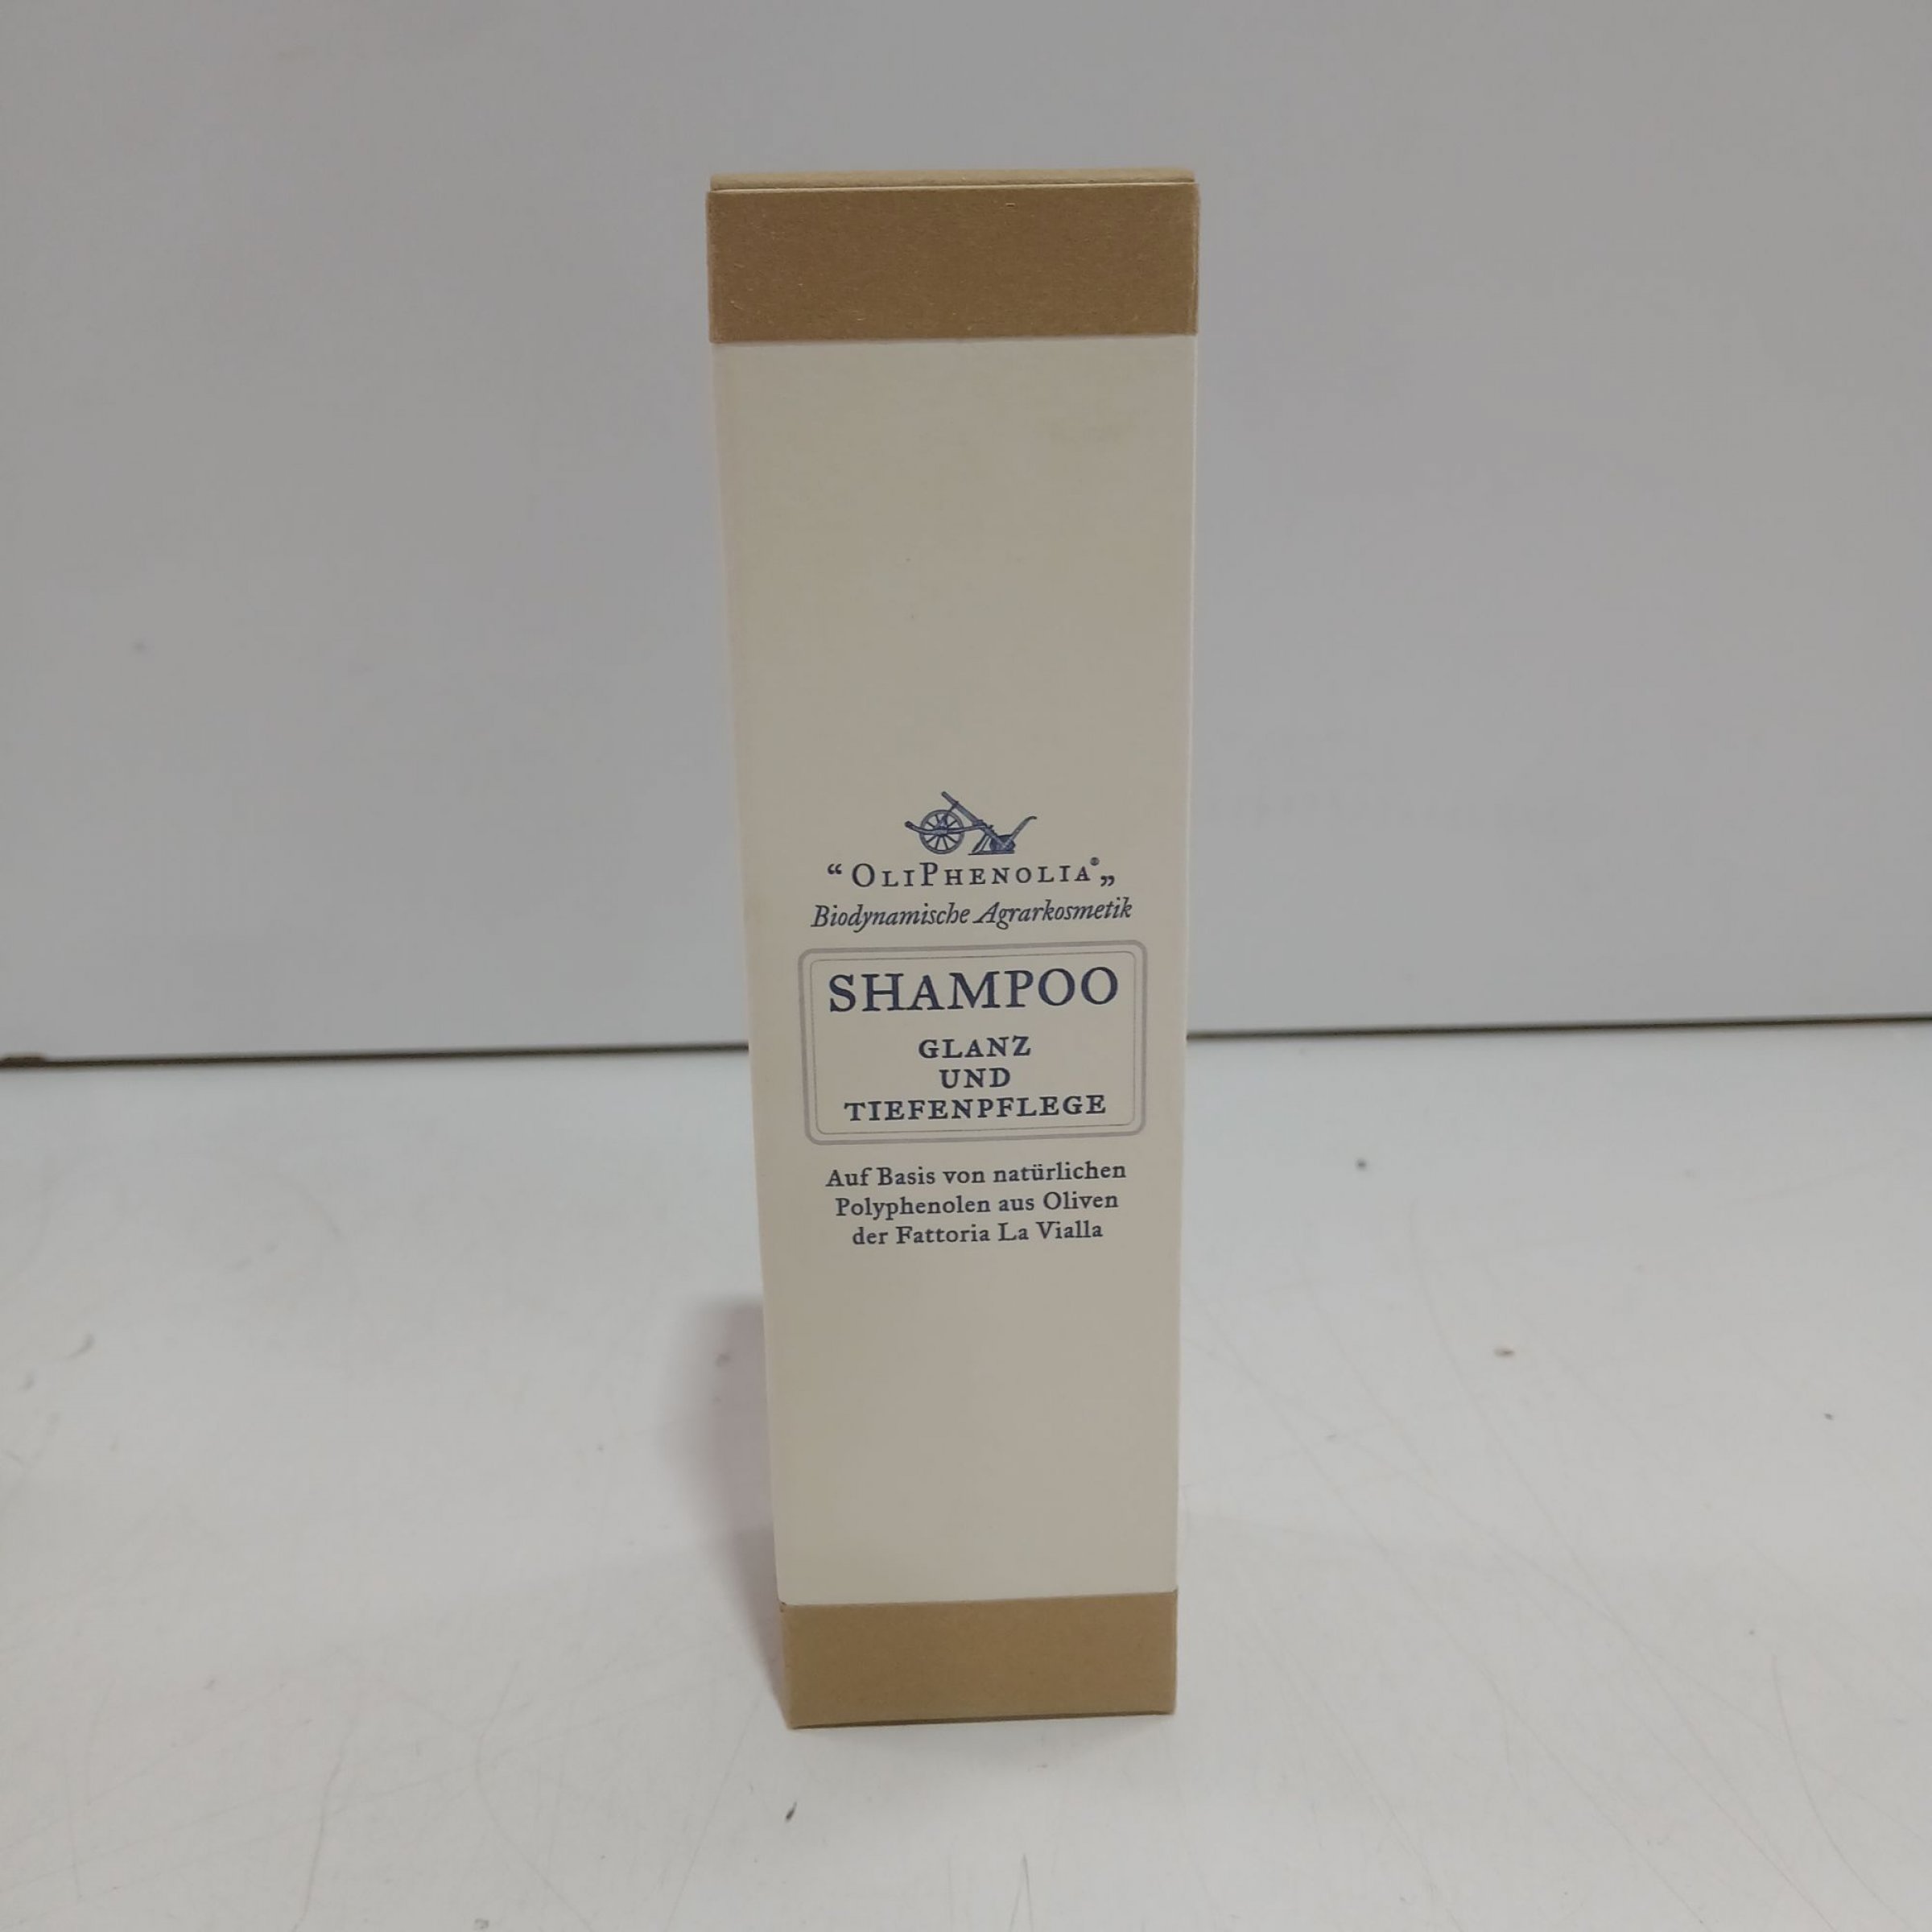 “OLIPHENOLIA®„
Biodynamische Agrarkosmetik
SHAMPOO
GLANZ
UND
TIEFENPFLEGE
Auf Basis von natürlichen
Polyphenolen aus Oliven
der Fattoria La Vialla